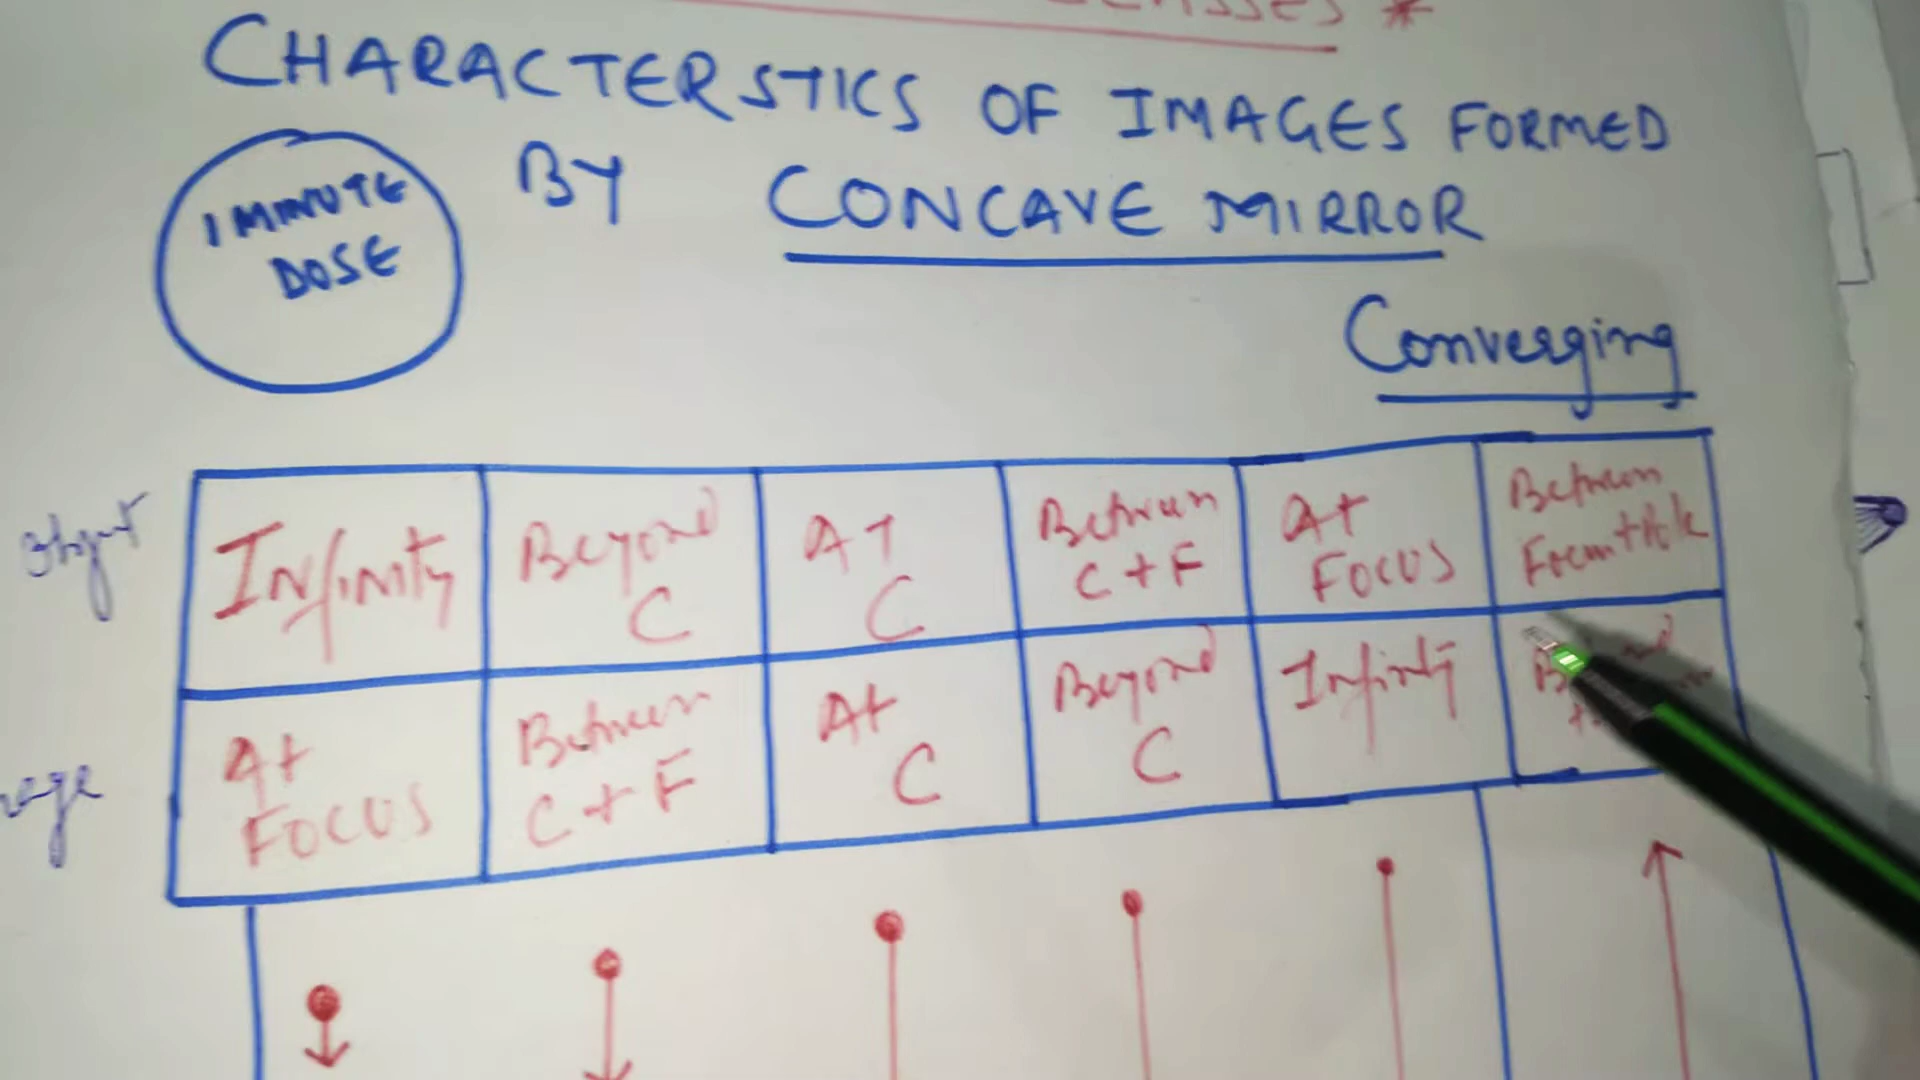 CHARACTERSTICS OF IMAGES FORMED
BY CONCAVE MIRROR
1 MINUTE
DOSE
Converging
Object
Infinity
Beyond
C
AT
C
Between
C + F
At
FOCUS
Between
Focus + Pole
At
FOCUS
Between
C + F
At
C
Beyond
C
Infinity